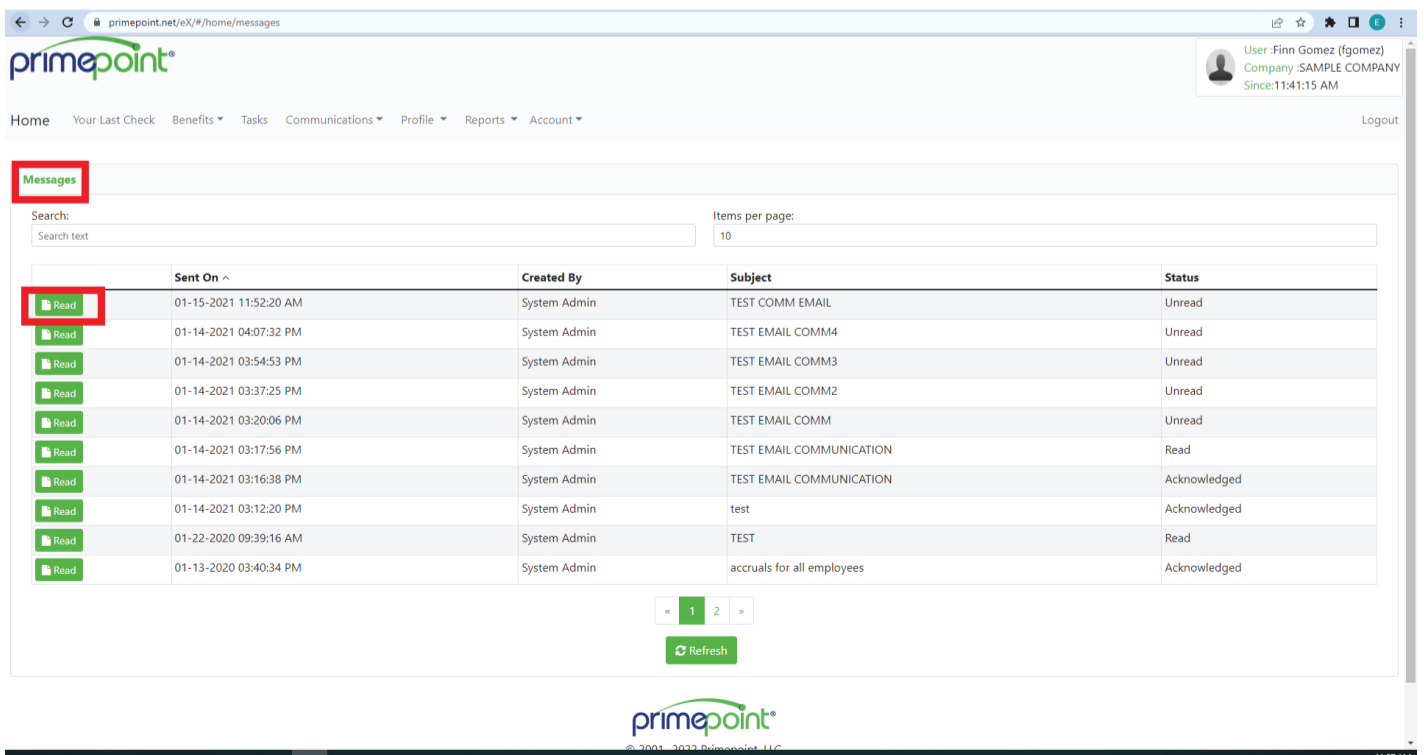 primepoint.net/eX/#/home/messages
E
primepoint®
User :Finn Gomez (fgomez)
Company :SAMPLE COMPANY
Since:11:41:15 AM
Home Your Last Check Benefits Tasks Communications Profile Reports Account Logout
Messages
Search: Items per page:
Search text 10
Sent On Created By Subject Status
Read 01-15-2021 11:52:20 AM System Admin TEST COMM EMAIL Unread
Read 01-14-2021 04:07:32 PM System Admin TEST EMAIL COMM4 Unread
Read 01-14-2021 03:54:53 PM System Admin TEST EMAIL COMM3 Unread
Read 01-14-2021 03:37:25 PM System Admin TEST EMAIL COMM2 Unread
Read 01-14-2021 03:20:06 PM System Admin TEST EMAIL COMM Unread
Read 01-14-2021 03:17:56 PM System Admin TEST EMAIL COMMUNICATION Read
Read 01-14-2021 03:16:38 PM System Admin TEST EMAIL COMMUNICATION Acknowledged
Read 01-14-2021 03:12:20 PM System Admin test Acknowledged
Read 01-22-2020 09:39:16 AM System Admin TEST Read
Read 01-13-2020 03:40:34 PM System Admin accruals for all employees Acknowledged
« 1 2 »
Refresh
primepoint®
© 2001- 2022 Primepoint, LLC